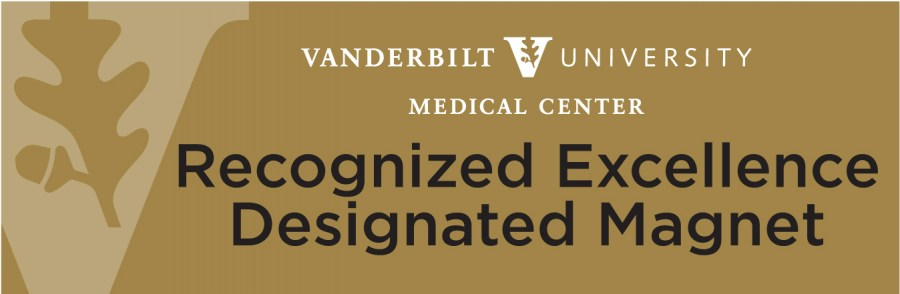 VANDERBILT V UNIVERSITY
MEDICAL CENTER
Recognized Excellence
Designated Magnet